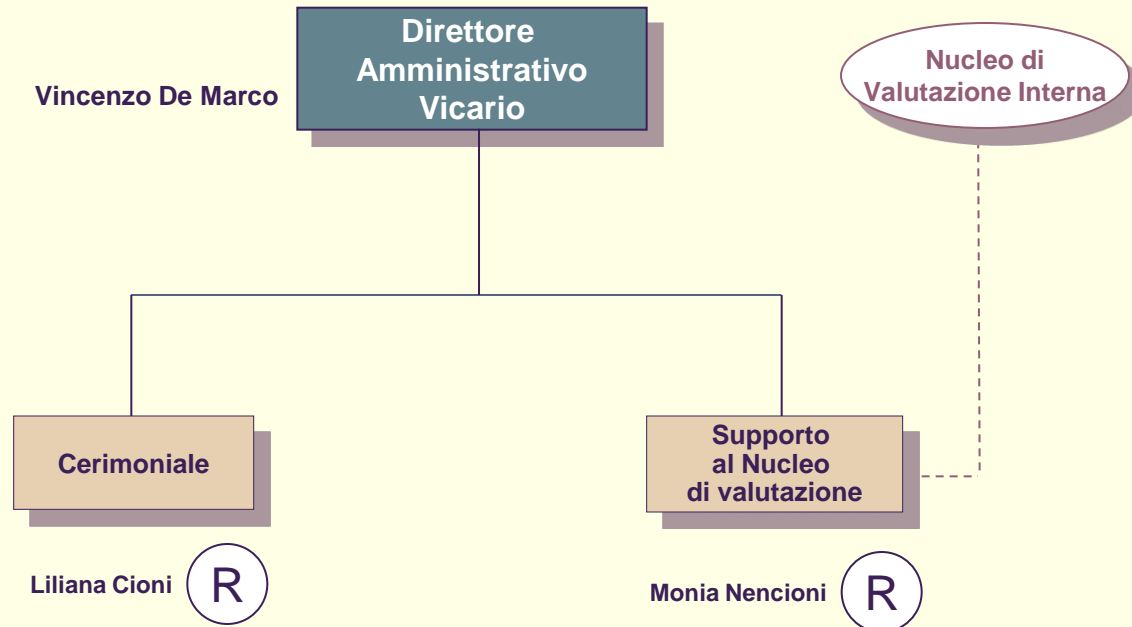 Direttore
Amministrativo
Vicario
Vincenzo De Marco
Nucleo di
Valutazione Interna
Cerimoniale
Supporto
al Nucleo
di valutazione
Liliana Cioni
R
Monia Nencioni
R